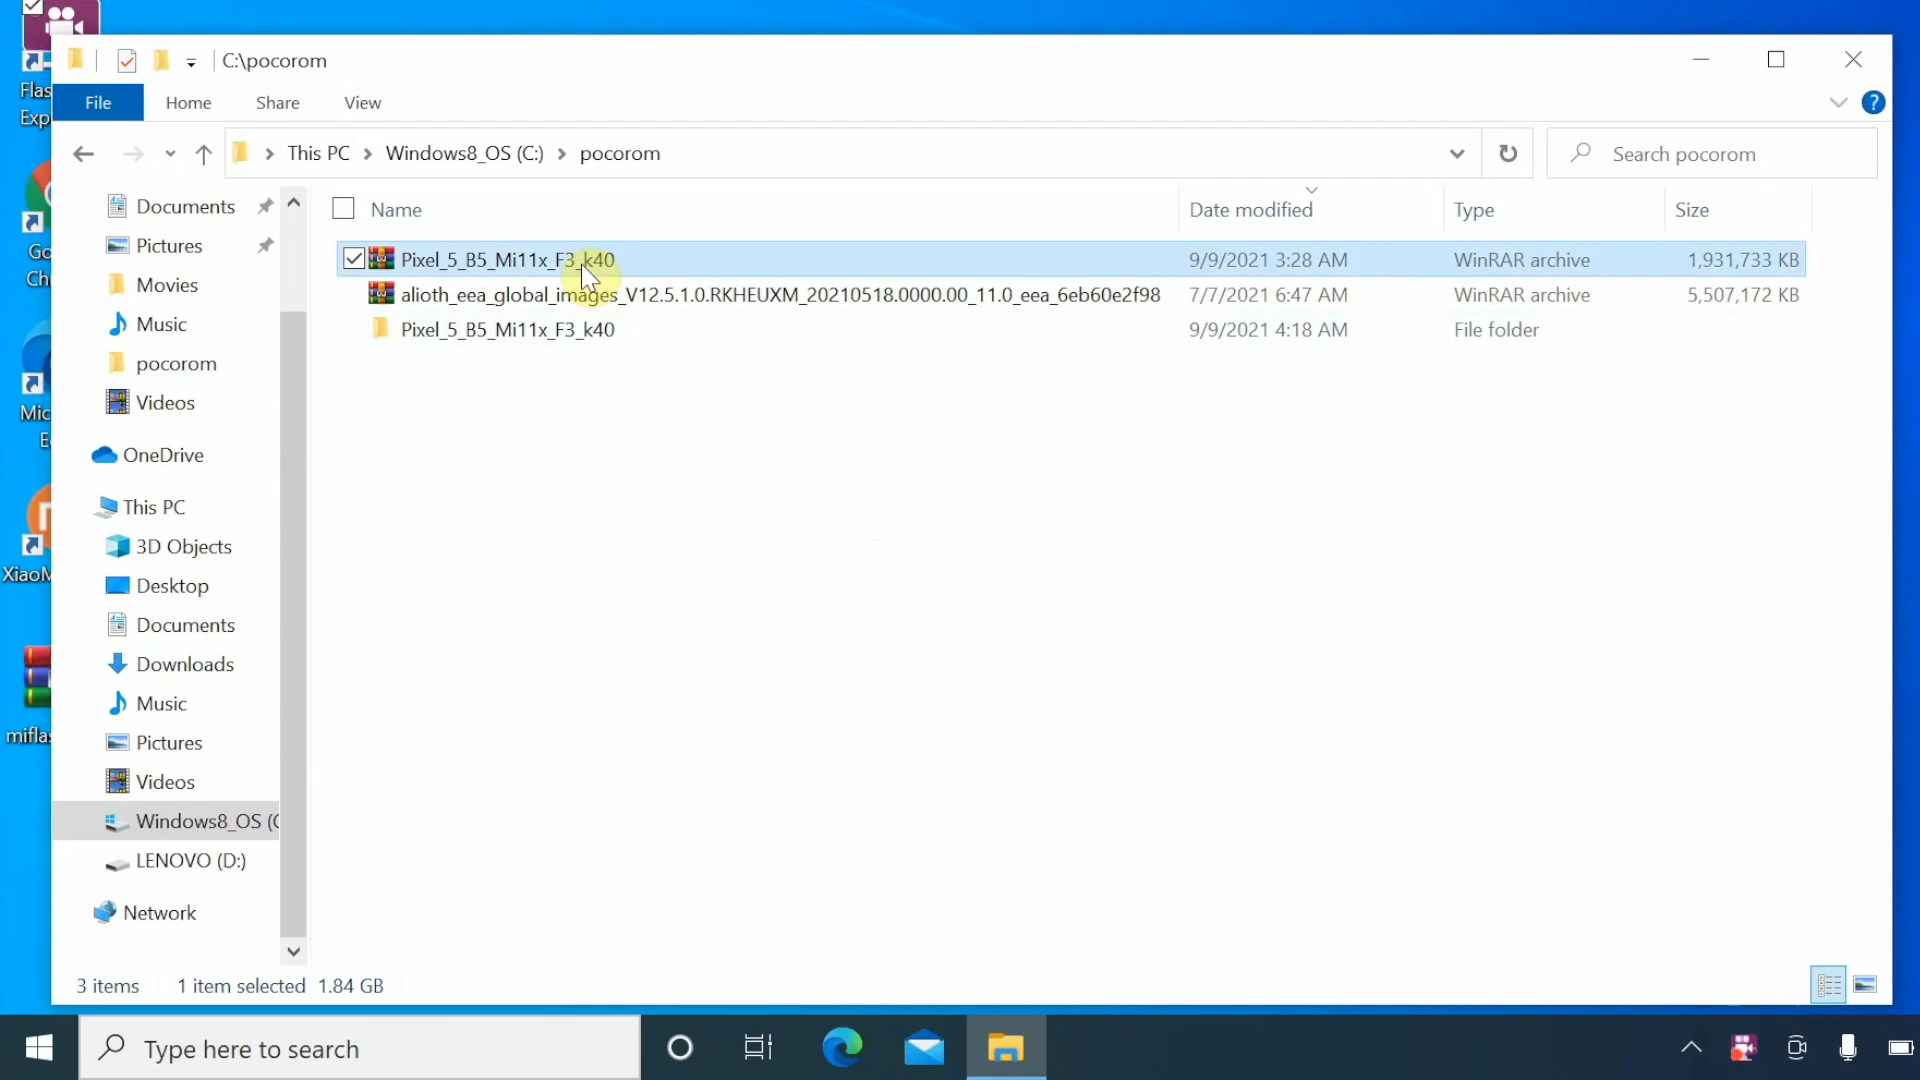 C:\pocorom
File Home Share View
This PC Windows8_OS (C:) pocorom
Search pocorom
Name Date modified Type Size
Pixel_5_B5_Mi11x_F3_k40 9/9/2021 3:28 AM WinRAR archive 1,931,733 KB
alioth_eea_global_images_V12.5.1.0.RKHEUXM_20210518.0000.00_11.0_eea_6eb60e2f98 7/7/2021 6:47 AM WinRAR archive 5,507,172 KB
Pixel_5_B5_Mi11x_F3_k40 9/9/2021 4:18 AM File folder
Documents
Pictures
Movies
Music
pocorom
Videos
OneDrive
This PC
3D Objects
Desktop
Documents
Downloads
Music
Pictures
Videos
Windows8_OS (C
LENOVO (D:)
Network
3 items 1 item selected 1.84 GB
Flas
Exp
Go
Ch
Mic
E
XiaoM
miflas
Type here to search